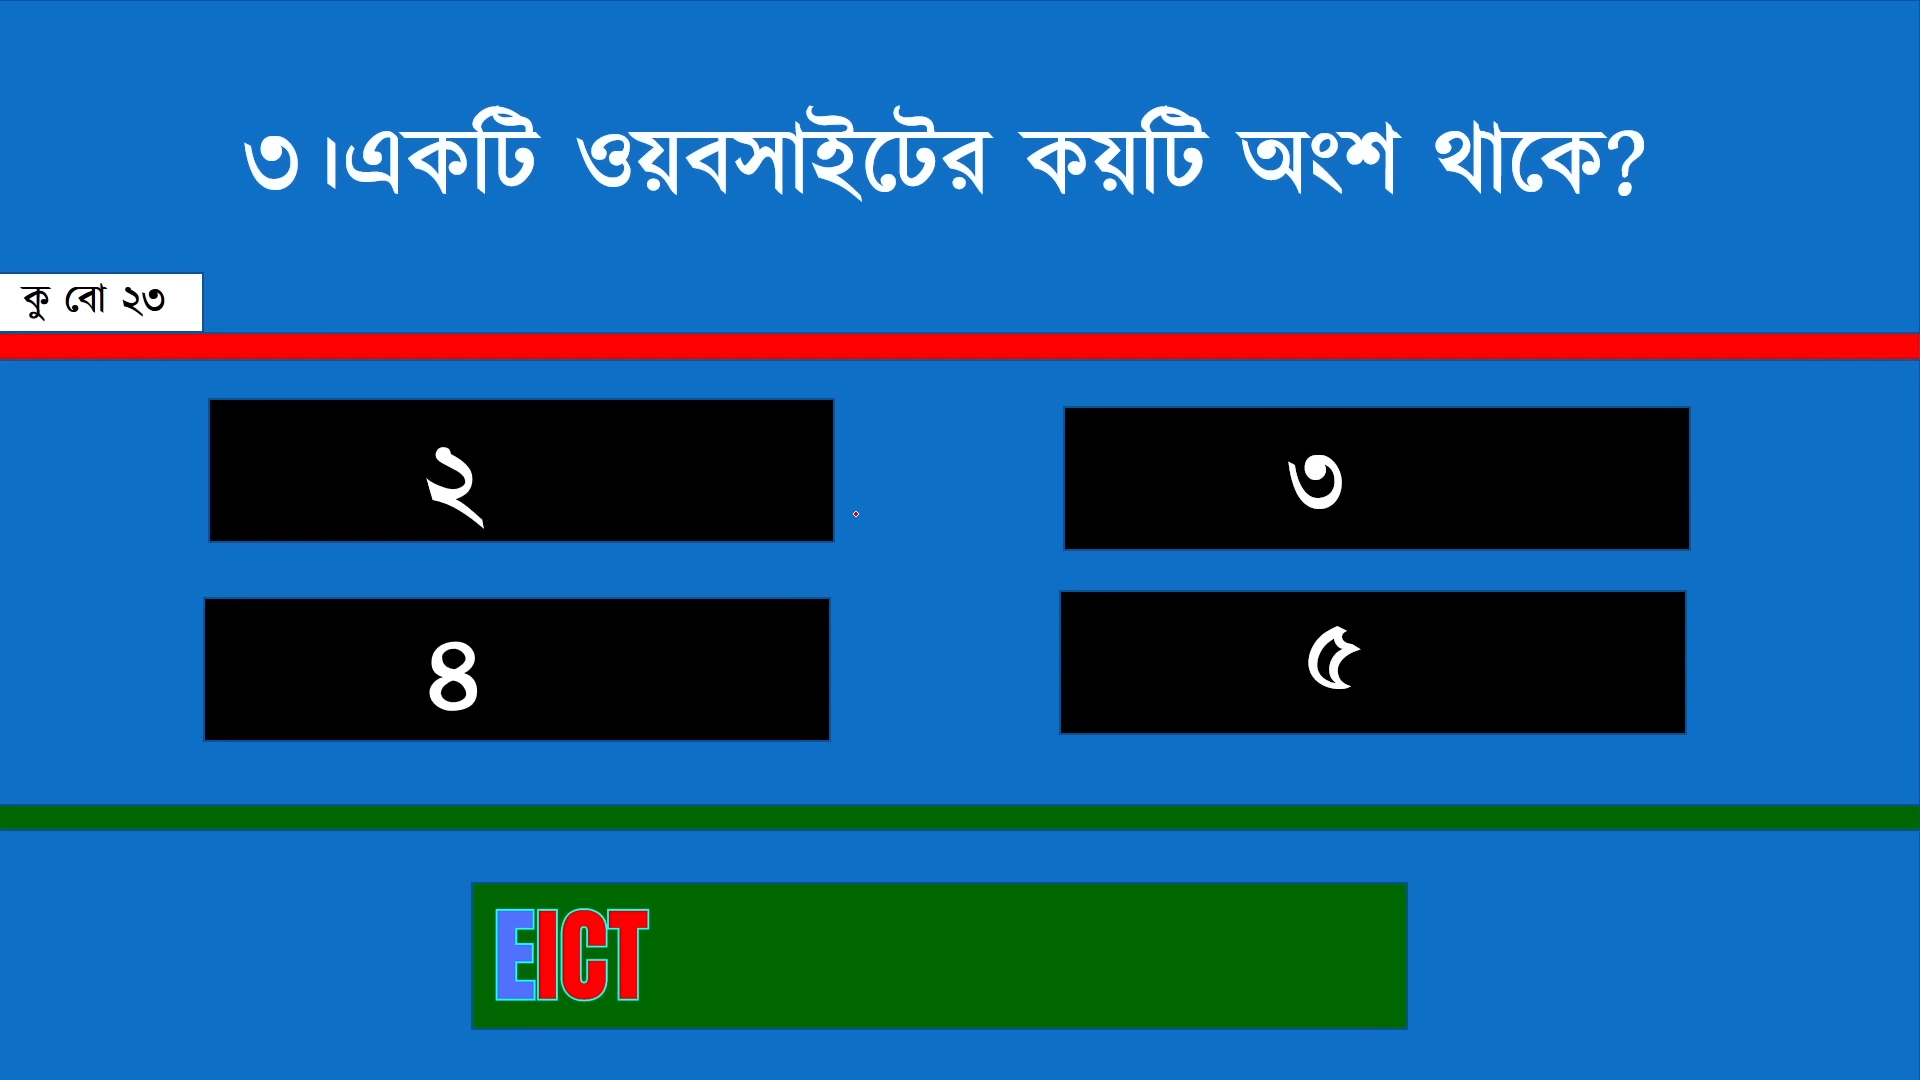 ৩।একটি ওয়বসাইটের কয়টি অংশ থাকে?
কু বো ২৩
২
৩
৪
৫
EICT